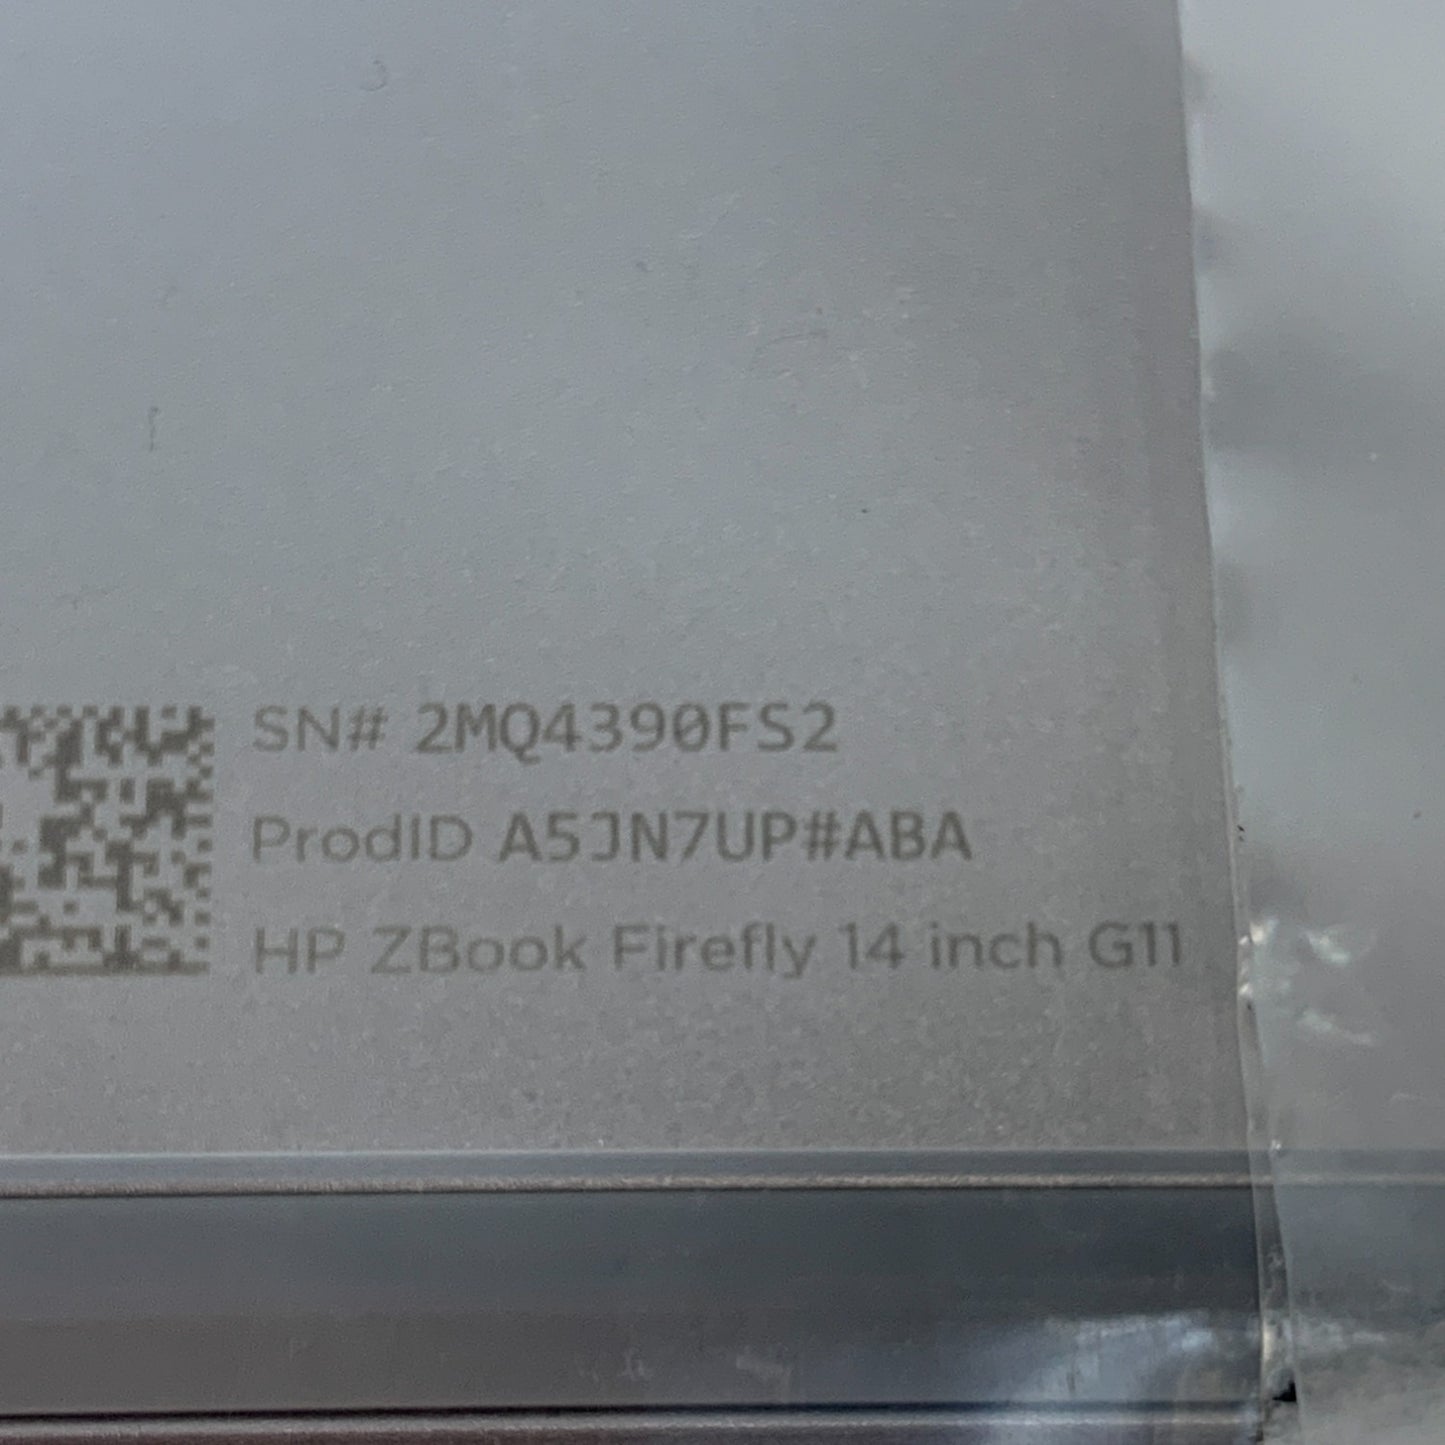 SN# 2MQ4390FS2
ProdID A5JN7UP#ABA
HP ZBook Firefly 14 inch G11